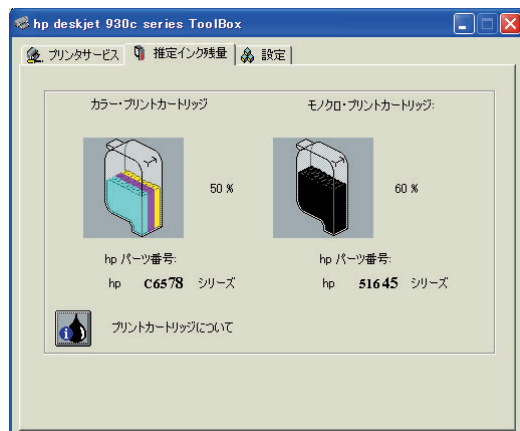 hp deskjet 930c series ToolBox
プリンタサービス 推定インク残量 設定
カラー・プリントカートリッジ モノクロ・プリントカートリッジ:
50 % 60 %
hp パーツ番号: hp パーツ番号:
hp C6578 シリーズ hp 51645 シリーズ
プリントカートリッジについて